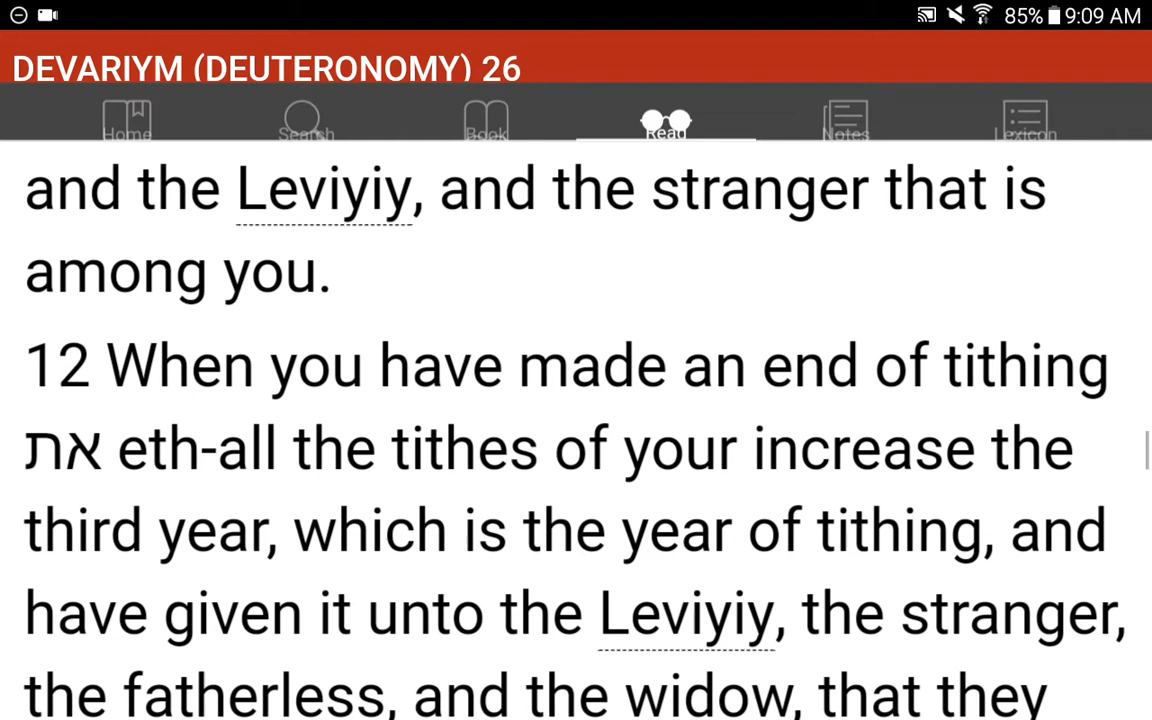 85% 9:09 AM
DEVARIYM (DEUTERONOMY) 26
Home Search Book Read Notes Lexicon
and the Leviyiy, and the stranger that is
among you.
12 When you have made an end of tithing
את eth-all the tithes of your increase the
third year, which is the year of tithing, and
have given it unto the Leviyiy, the stranger,
the fatherless, and the widow, that they